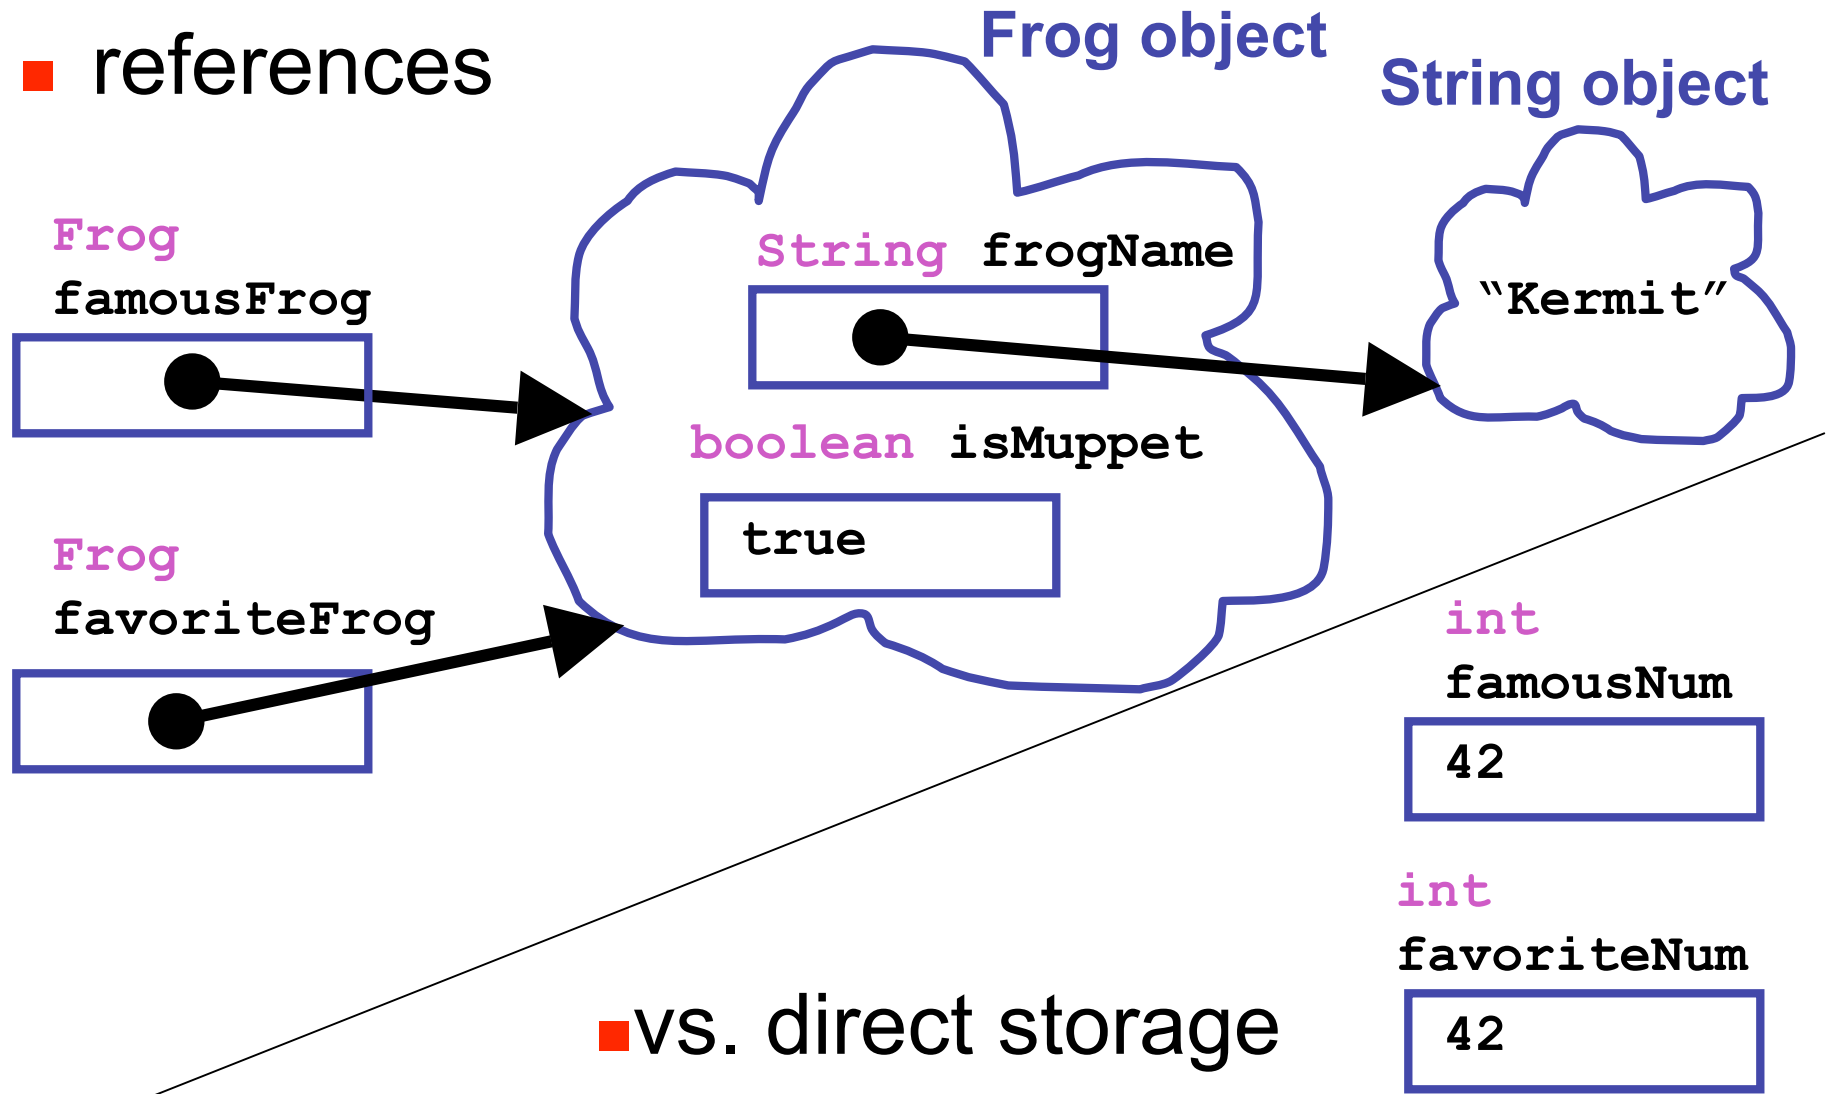 references
Frog object
String object
Frog
famousFrog
String frogName
“Kermit”
boolean isMuppet
true
Frog
favoriteFrog
int
famousNum
42
int
favoriteNum
42
vs. direct storage